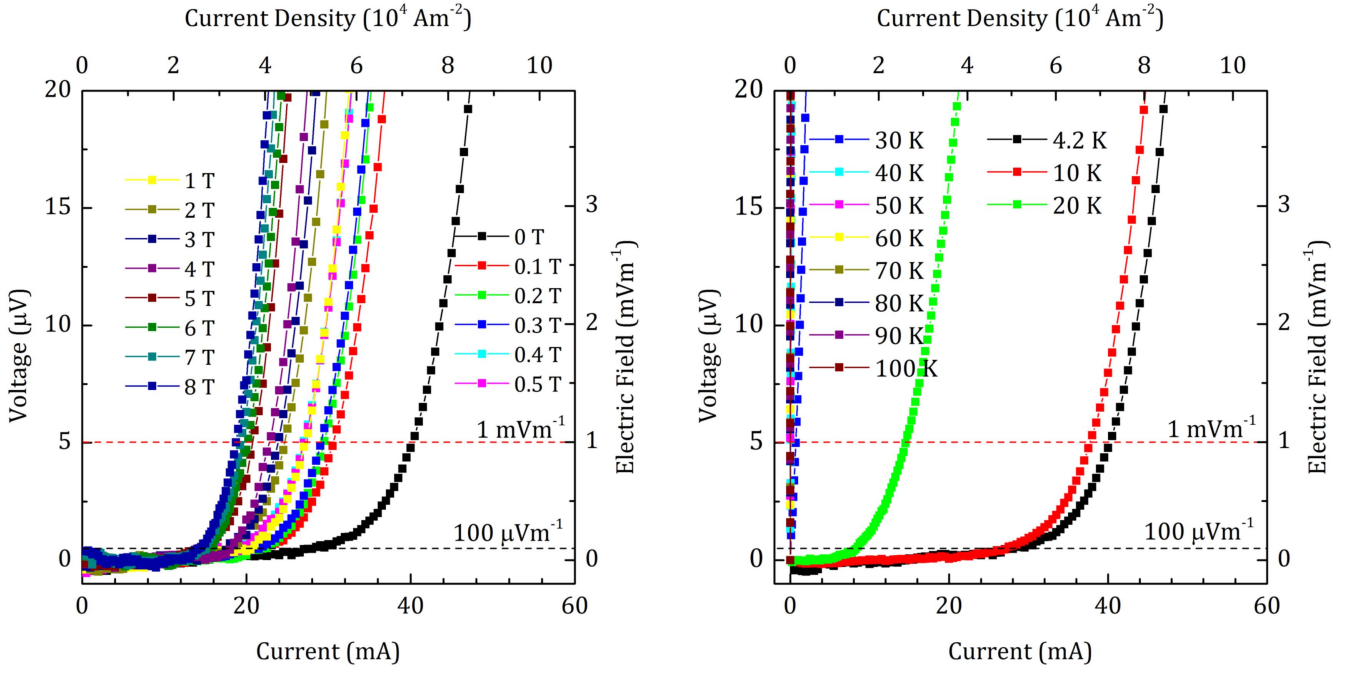 Current Density (10⁴ Am⁻²)
0 2 4 6 8 10
20
15
10
5
0
Voltage (μV)
1 T
2 T
3 T
4 T
5 T
6 T
7 T
8 T
0 T
0.1 T
0.2 T
0.3 T
0.4 T
0.5 T
1 mVm⁻¹
100 μVm⁻¹
3
2
1
0
Electric Field (mVm⁻¹)
0 20 40 60
Current (mA)
Current Density (10⁴ Am⁻²)
0 2 4 6 8 10
20
15
10
5
0
Voltage (μV)
30 K
40 K
50 K
60 K
70 K
80 K
90 K
100 K
4.2 K
10 K
20 K
1 mVm⁻¹
100 μVm⁻¹
3
2
1
0
Electric Field (mVm⁻¹)
0 20 40 60
Current (mA)